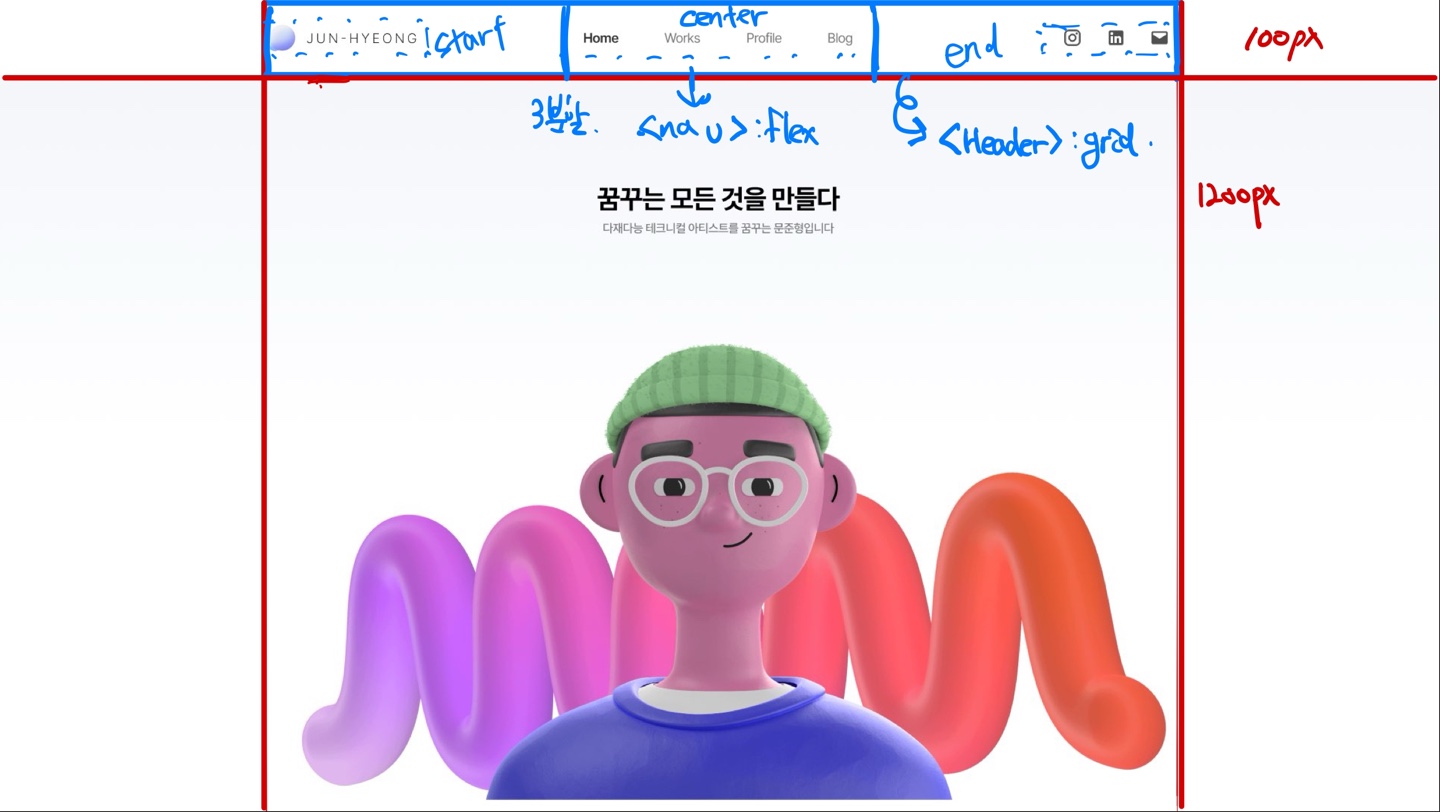 JUN-HYEONG
start
center
Home Works Profile Blog
end
100px
3분할.
<nav>:flex
<Header>:grid.
1200px
꿈꾸는 모든 것을 만들다
다재다능 테크니컬 아티스트를 꿈꾸는 문준형입니다